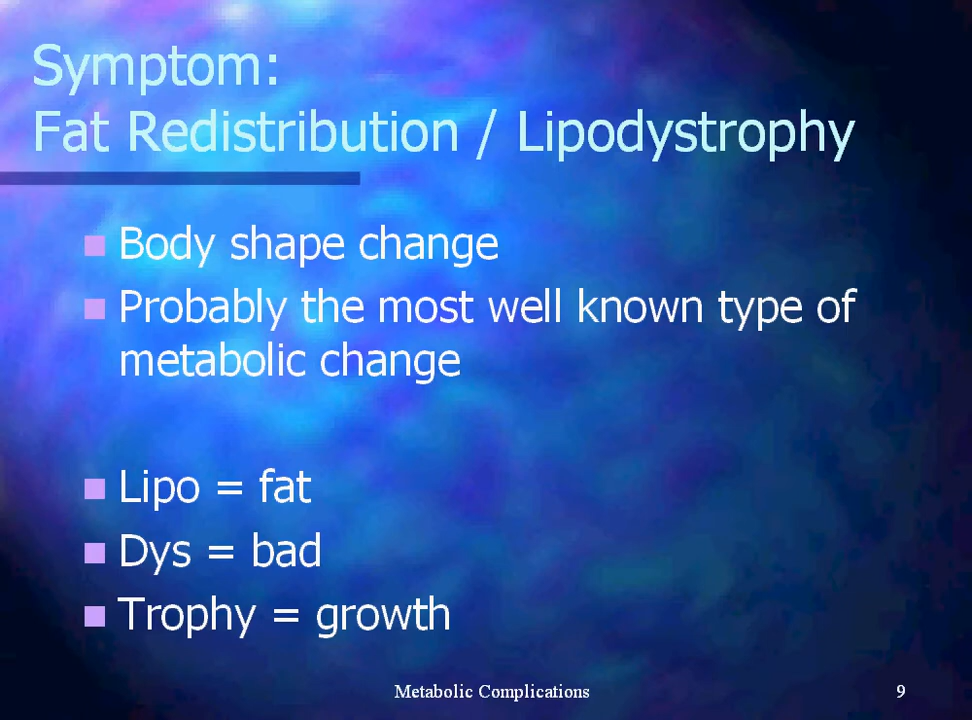 Symptom:
Fat Redistribution / Lipodystrophy
Body shape change
Probably the most well known type of
metabolic change
Lipo = fat
Dys = bad
Trophy = growth
Metabolic Complications
9